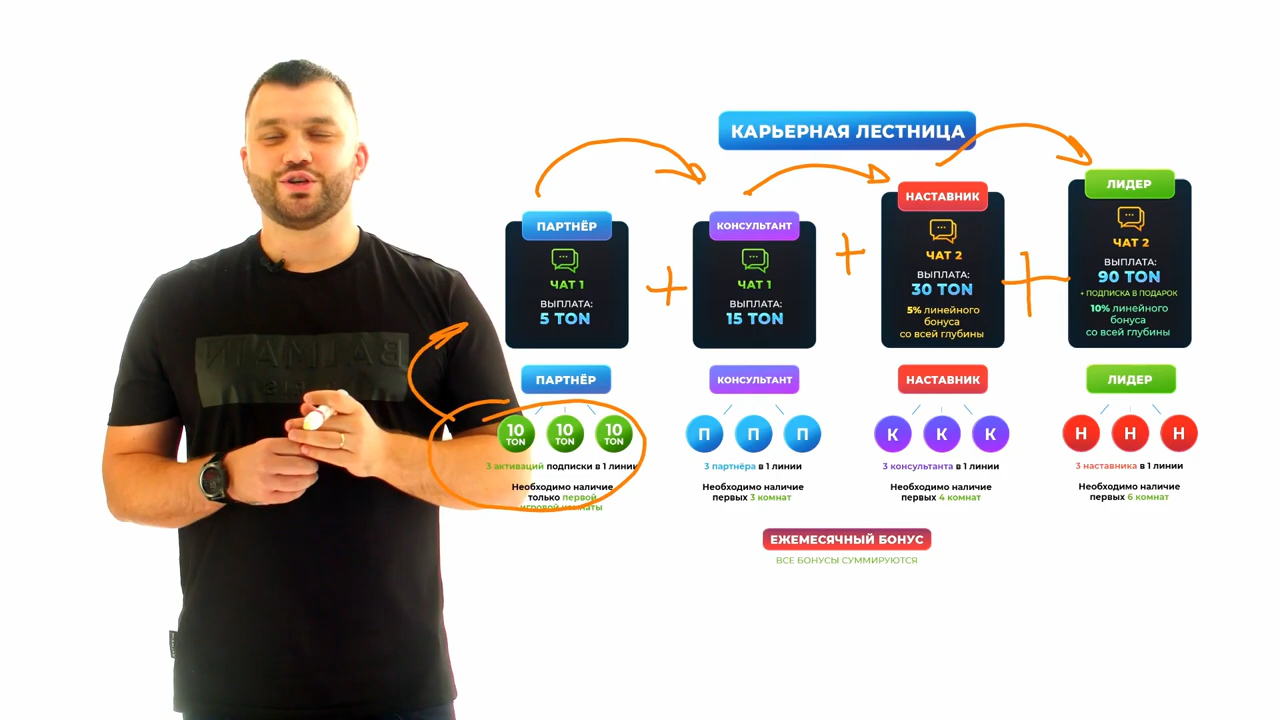 КАРЬЕРНАЯ ЛЕСТНИЦА
ПАРТНЁР
ЧАТ 1
ВЫПЛАТА:
5 TON
КОНСУЛЬТАНТ
ЧАТ 1
ВЫПЛАТА:
15 TON
НАСТАВНИК
ЧАТ 2
ВЫПЛАТА:
30 TON
5% линейного
бонуса
со всей глубины
ЛИДЕР
ЧАТ 2
ВЫПЛАТА:
90 TON
+ ПОДПИСКА В ПОДАРОК
10% линейного
бонуса
со всей глубины
ПАРТНЁР
10 TON
10 TON
10 TON
3 активаций подписки в 1 линии
Необходимо наличие
только первой
игровой комнаты
КОНСУЛЬТАНТ
П П П
3 партнёра в 1 линии
Необходимо наличие
первых 3 комнат
НАСТАВНИК
К К К
3 консультанта в 1 линии
Необходимо наличие
первых 4 комнат
ЛИДЕР
Н Н Н
3 наставника в 1 линии
Необходимо наличие
первых 6 комнат
ЕЖЕМЕСЯЧНЫЙ БОНУС
ВСЕ БОНУСЫ СУММИРУЮТСЯ